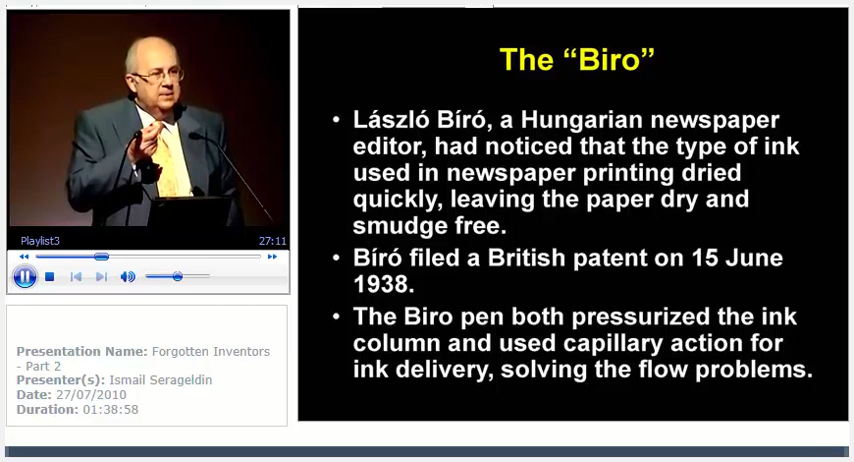 The “Biro”
• László Bíró, a Hungarian newspaper
editor, had noticed that the type of ink
used in newspaper printing dried
quickly, leaving the paper dry and
smudge free.
• Bíró filed a British patent on 15 June
1938.
• The Biro pen both pressurized the ink
column and used capillary action for
ink delivery, solving the flow problems.
Playlist3 27:11
Presentation Name: Forgotten Inventors
- Part 2
Presenter(s): Ismail Serageldin
Date: 27/07/2010
Duration: 01:38:58